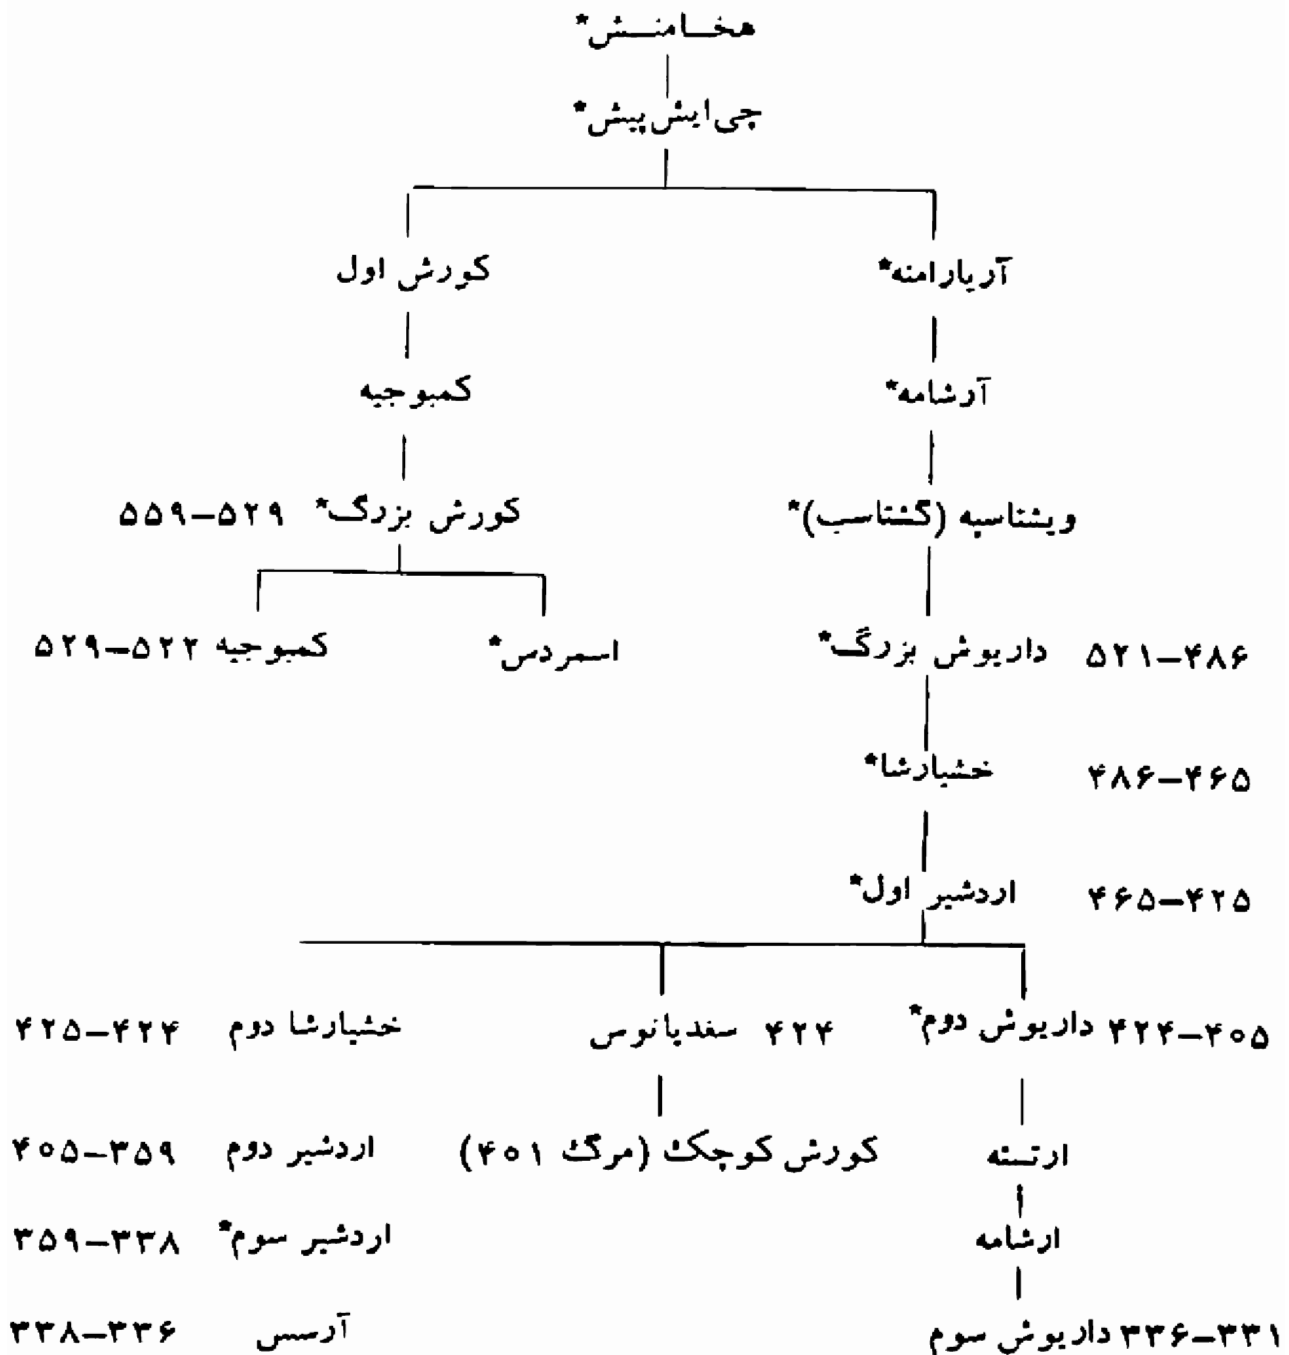 هخامنش*
چی‌ایش‌پیش*
آریارامنه* کورش اول
آرشامه* کمبوجیه
ویشتاسپه (گشتاسب)* کورش بزرگ* ۵۵۹–۵۲۹
۵۲۱–۴۸۶ داریوش بزرگ* اسمردس* کمبوجیه ۵۲۹–۵۲۲
۴۸۶–۴۶۵ خشیارشا*
۴۶۵–۴۲۵ اردشیر اول*
۴۲۴–۴۰۵ داریوش دوم* ۴۲۴ سغدیانوس خشیارشا دوم ۴۲۵–۴۲۴
ارتسته کورش کوچک (مرگ ۴۰۱) اردشیر دوم ۴۰۵–۳۵۹
ارشامه اردشیر سوم* ۳۵۹–۳۳۸
۳۳۶–۳۳۱ داریوش سوم آرسس ۳۳۸–۳۳۶